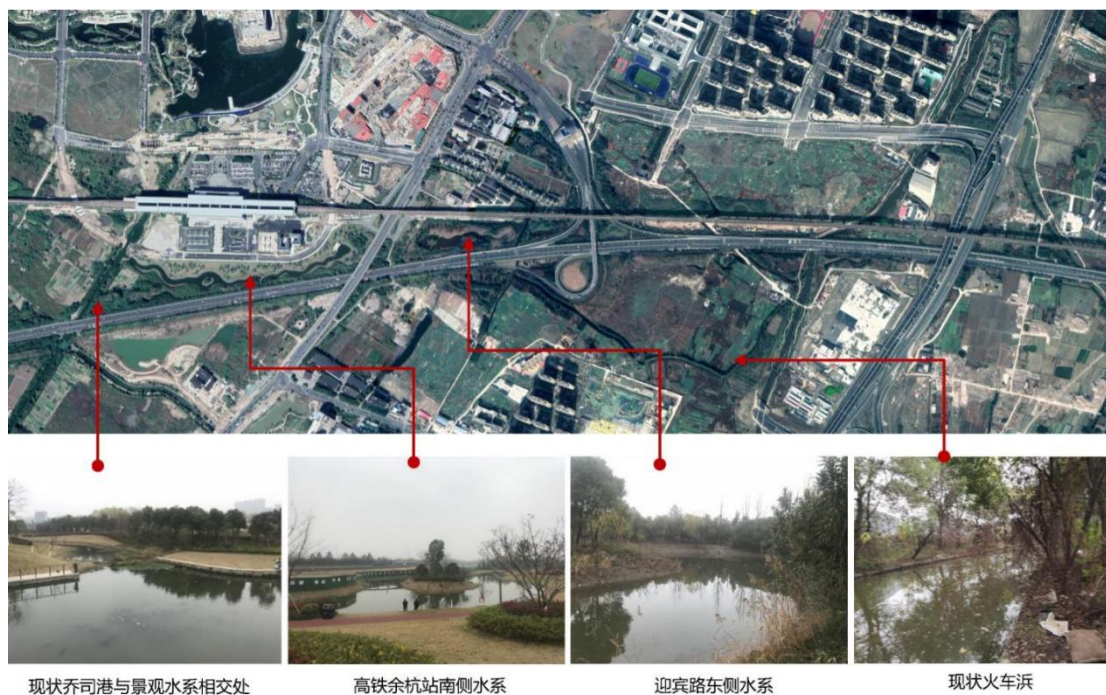 现状乔司港与景观水系相交处
高铁余杭站南侧水系
迎宾路东侧水系
现状火车浜